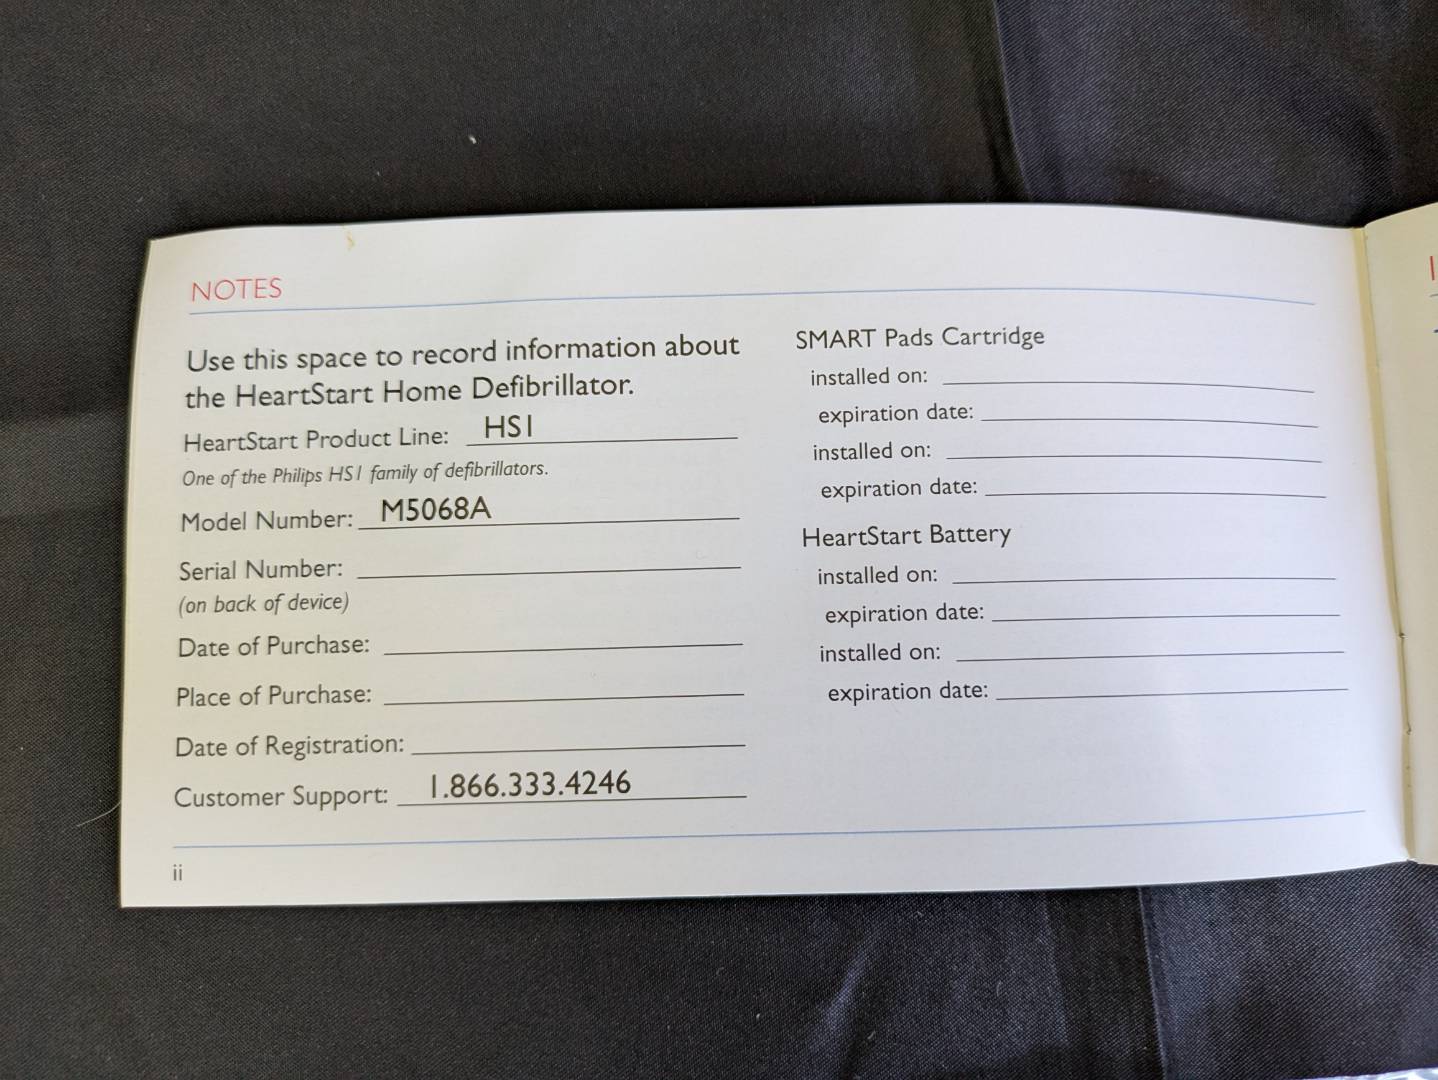 NOTES
Use this space to record information about
the HeartStart Home Defibrillator.
HeartStart Product Line: HS1
One of the Philips HS1 family of defibrillators.
Model Number: M5068A
Serial Number:
(on back of device)
Date of Purchase:
Place of Purchase:
Date of Registration:
Customer Support: 1.866.333.4246
SMART Pads Cartridge
installed on:
expiration date:
installed on:
expiration date:
HeartStart Battery
installed on:
expiration date:
installed on:
expiration date:
ii